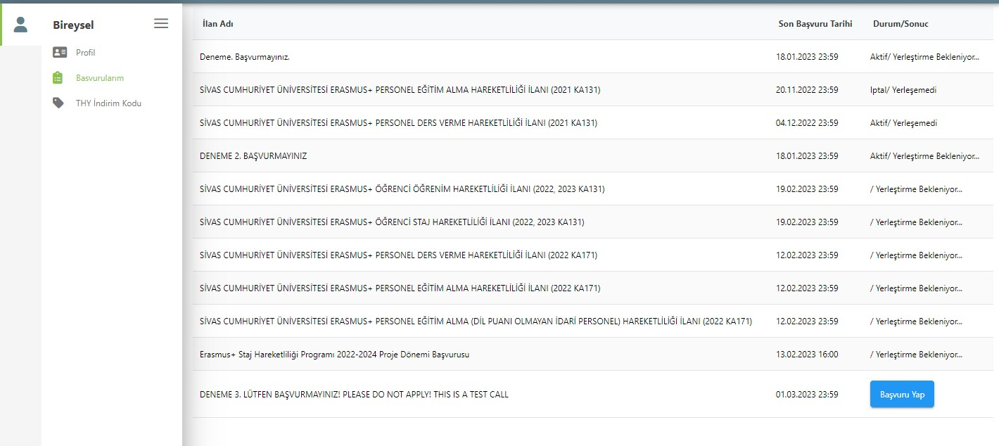 Bireysel
Profil
Basvurularım
THY İndirim Kodu
İlan Adı Son Başvuru Tarihi Durum/Sonuc
Deneme. Başvurmayınız. 18.01.2023 23:59 Aktif/ Yerleştirme Bekleniyor...
SİVAS CUMHURİYET ÜNİVERSİTESİ ERASMUS+ PERSONEL EĞİTİM ALMA HAREKETLİLİĞİ İLANI (2021 KA131) 20.11.2022 23:59 Iptal/ Yerleşemedi
SİVAS CUMHURİYET ÜNİVERSİTESİ ERASMUS+ PERSONEL DERS VERME HAREKETLİLİĞİ İLANI (2021 KA131) 04.12.2022 23:59 Aktif/ Yerleşemedi
DENEME 2. BAŞVURMAYINIZ 18.01.2023 23:59 Aktif/ Yerleştirme Bekleniyor...
SİVAS CUMHURİYET ÜNİVERSİTESİ ERASMUS+ ÖĞRENCİ ÖĞRENİM HAREKETLİLİĞİ İLANI (2022, 2023 KA131) 19.02.2023 23:59 / Yerleştirme Bekleniyor...
SİVAS CUMHURİYET ÜNİVERSİTESİ ERASMUS+ ÖĞRENCİ STAJ HAREKETLİLİĞİ İLANI (2022, 2023 KA131) 19.02.2023 23:59 / Yerleştirme Bekleniyor...
SİVAS CUMHURİYET ÜNİVERSİTESİ ERASMUS+ PERSONEL DERS VERME HAREKETLİLİĞİ İLANI (2022 KA171) 12.02.2023 23:59 / Yerleştirme Bekleniyor...
SİVAS CUMHURİYET ÜNİVERSİTESİ ERASMUS+ PERSONEL EĞİTİM ALMA HAREKETLİLİĞİ İLANI (2022 KA171) 12.02.2023 23:59 / Yerleştirme Bekleniyor...
SİVAS CUMHURİYET ÜNİVERSİTESİ ERASMUS+ PERSONEL EĞİTİM ALMA (DİL PUANI OLMAYAN İDARİ PERSONEL) HAREKETLİLİĞİ İLANI (2022 KA171) 12.02.2023 23:59 / Yerleştirme Bekleniyor...
Erasmus+ Staj Hareketliliği Programı 2022-2024 Proje Dönemi Başvurusu 13.02.2023 16:00 / Yerleştirme Bekleniyor...
DENEME 3. LÜTFEN BAŞVURMAYINIZ! PLEASE DO NOT APPLY! THIS IS A TEST CALL 01.03.2023 23:59 Başvuru Yap